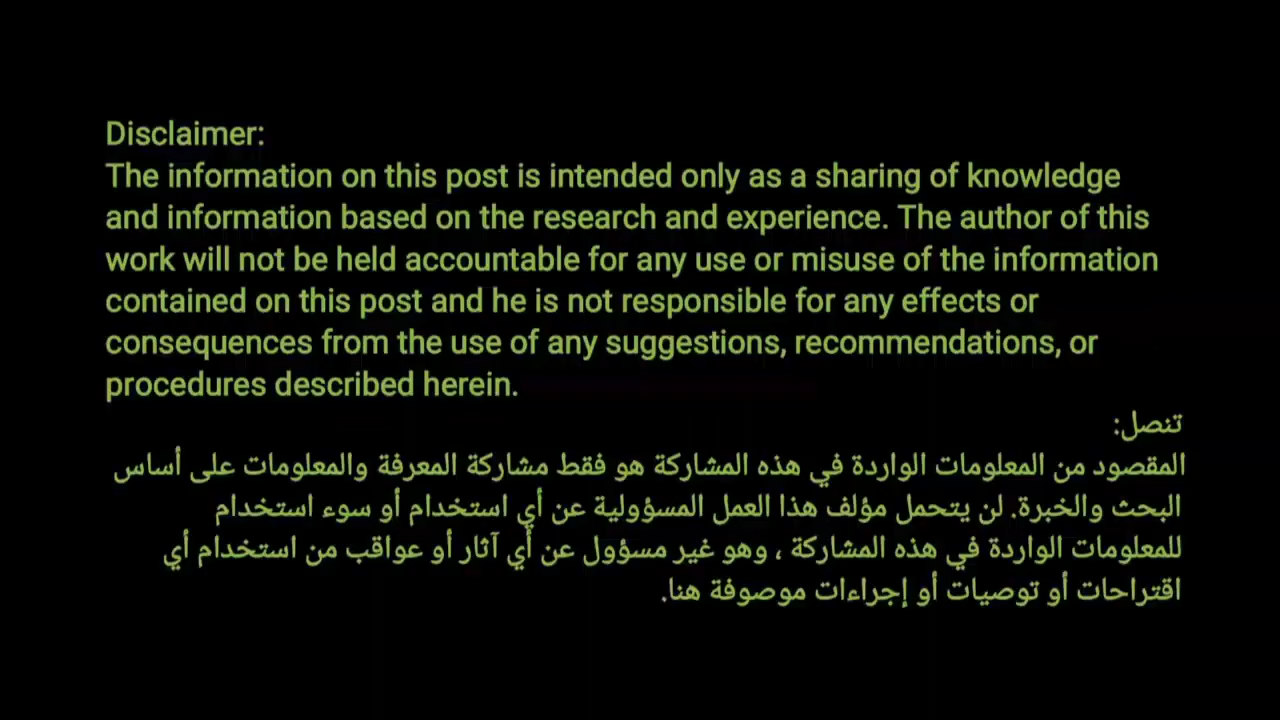 Disclaimer:
The information on this post is intended only as a sharing of knowledge
and information based on the research and experience. The author of this
work will not be held accountable for any use or misuse of the information
contained on this post and he is not responsible for any effects or
consequences from the use of any suggestions, recommendations, or
procedures described herein.
تنصل:
المقصود من المعلومات الواردة في هذه المشاركة هو فقط مشاركة المعرفة والمعلومات على أساس
البحث والخبرة. لن يتحمل مؤلف هذا العمل المسؤولية عن أي استخدام أو سوء استخدام
للمعلومات الواردة في هذه المشاركة ، وهو غير مسؤول عن أي آثار أو عواقب من استخدام أي
اقتراحات أو توصيات أو إجراءات موصوفة هنا.